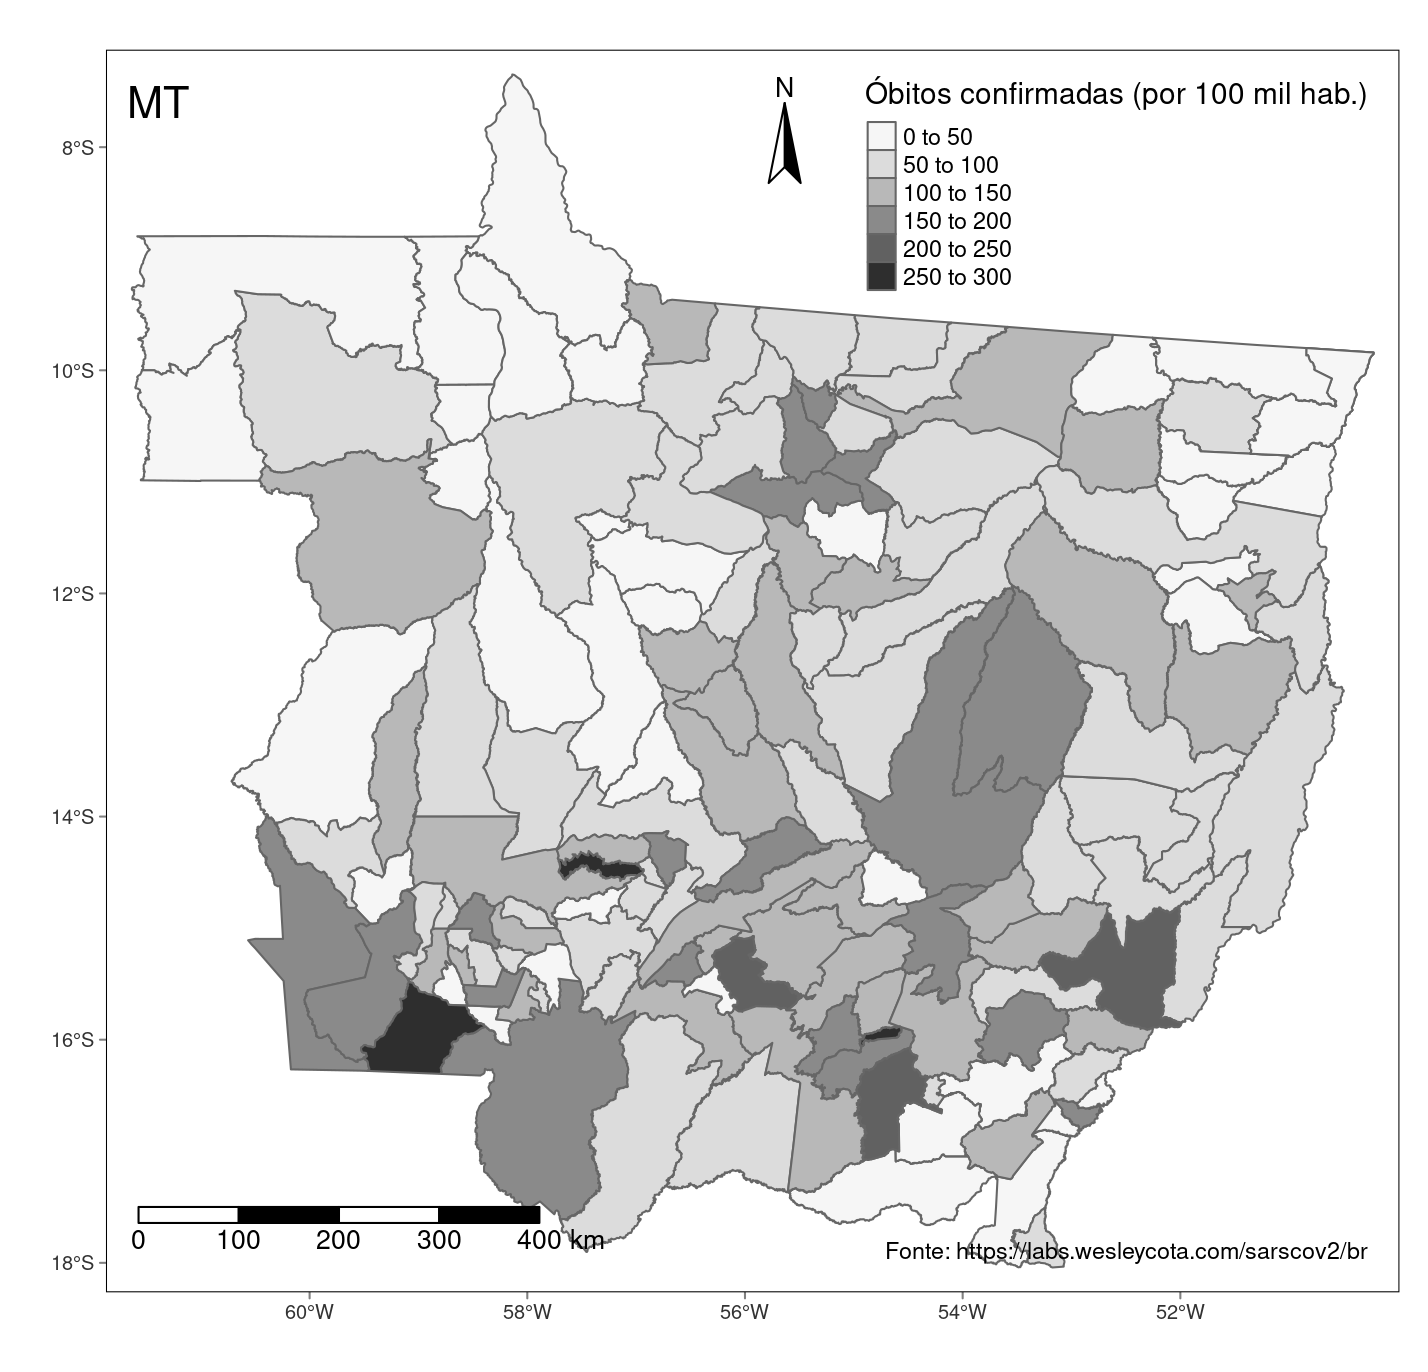 MT
N
Óbitos confirmadas (por 100 mil hab.)
0 to 50
50 to 100
100 to 150
150 to 200
200 to 250
250 to 300
8°S
10°S
12°S
14°S
16°S
18°S
0 100 200 300 400 km
Fonte: https://labs.wesleycota.com/sarscov2/br
60°W 58°W 56°W 54°W 52°W